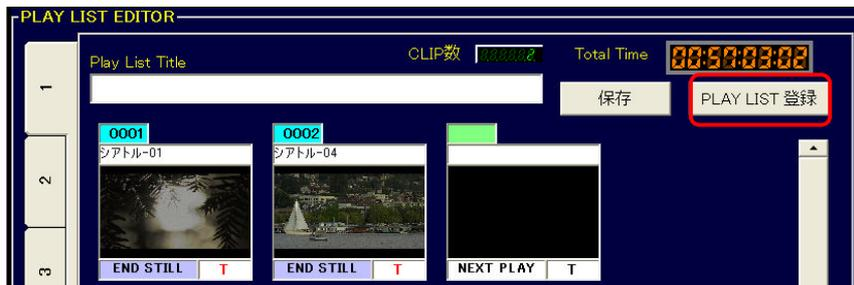 PLAY LIST EDITOR
Play List Title
CLIP数
2
Total Time
00:50:03:02
保存
PLAY LIST 登録
1
2
3
0001
シアトル-01
END STILL
T
0002
シアトル-04
END STILL
T
NEXT PLAY
T